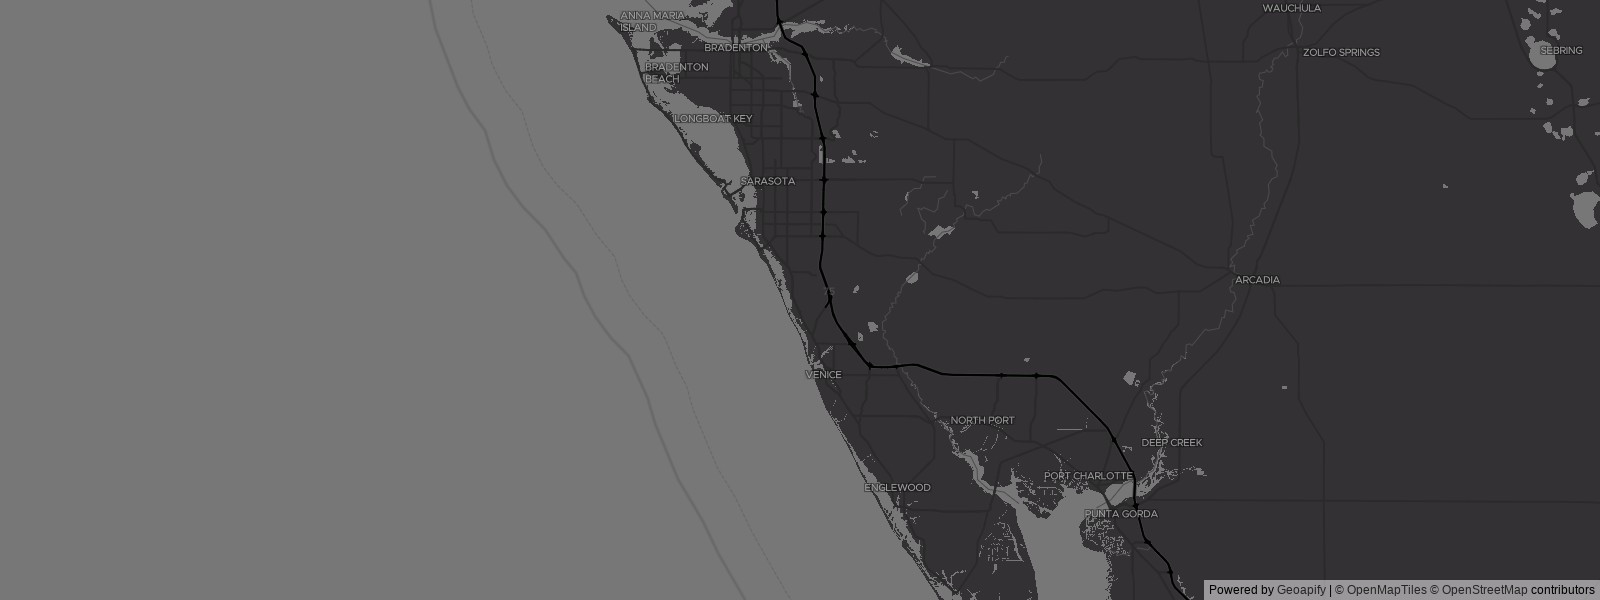 WAUCHULA
ANNA MARIA
ISLAND
BRADENTON
ZOLFO SPRINGS
SEBRING
BRADENTON
BEACH
LONGBOAT KEY
SARASOTA
ARCADIA
75
VENICE
NORTH PORT
DEEP CREEK
PORT CHARLOTTE
ENGLEWOOD
PUNTA GORDA
Powered by Geoapify | © OpenMapTiles © OpenStreetMap contributors